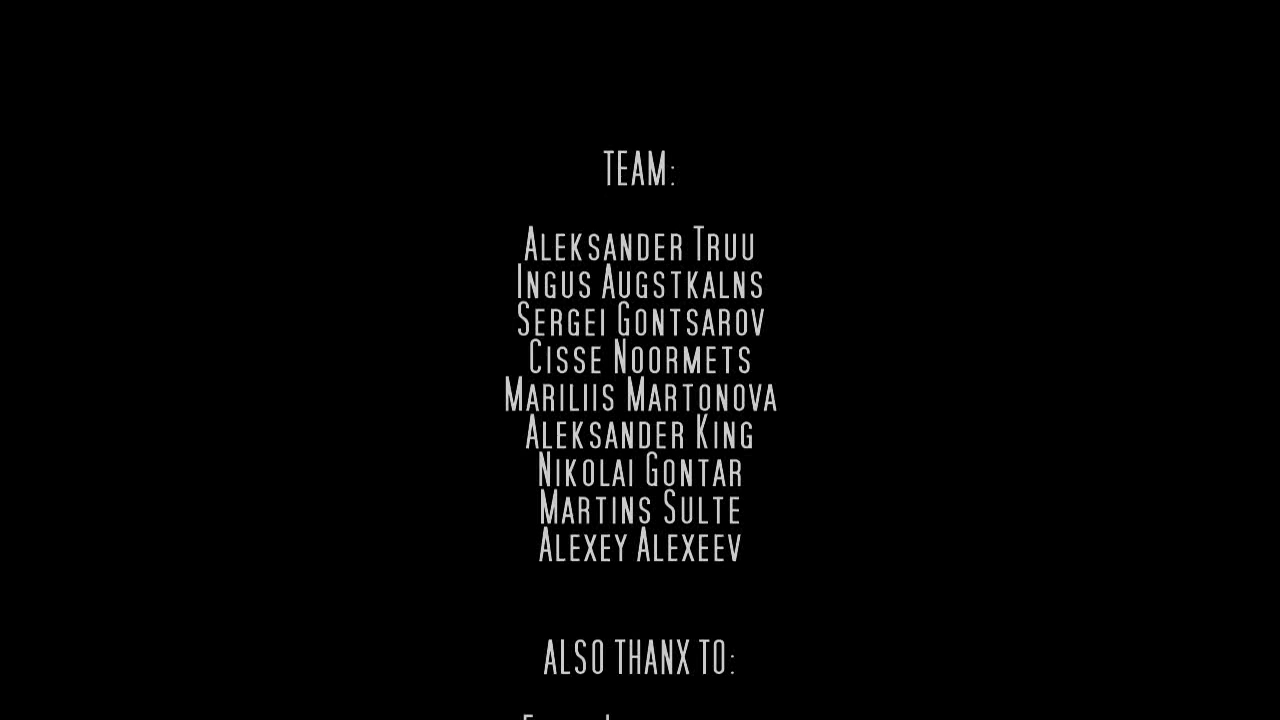 TEAM:
Aleksander Truu
Ingus Augstkalns
Sergei Gontsarov
Cisse Noormets
Mariliis Martonova
Aleksander King
Nikolai Gontar
Martins Sulte
Alexey Alexeev
ALSO THANX TO: